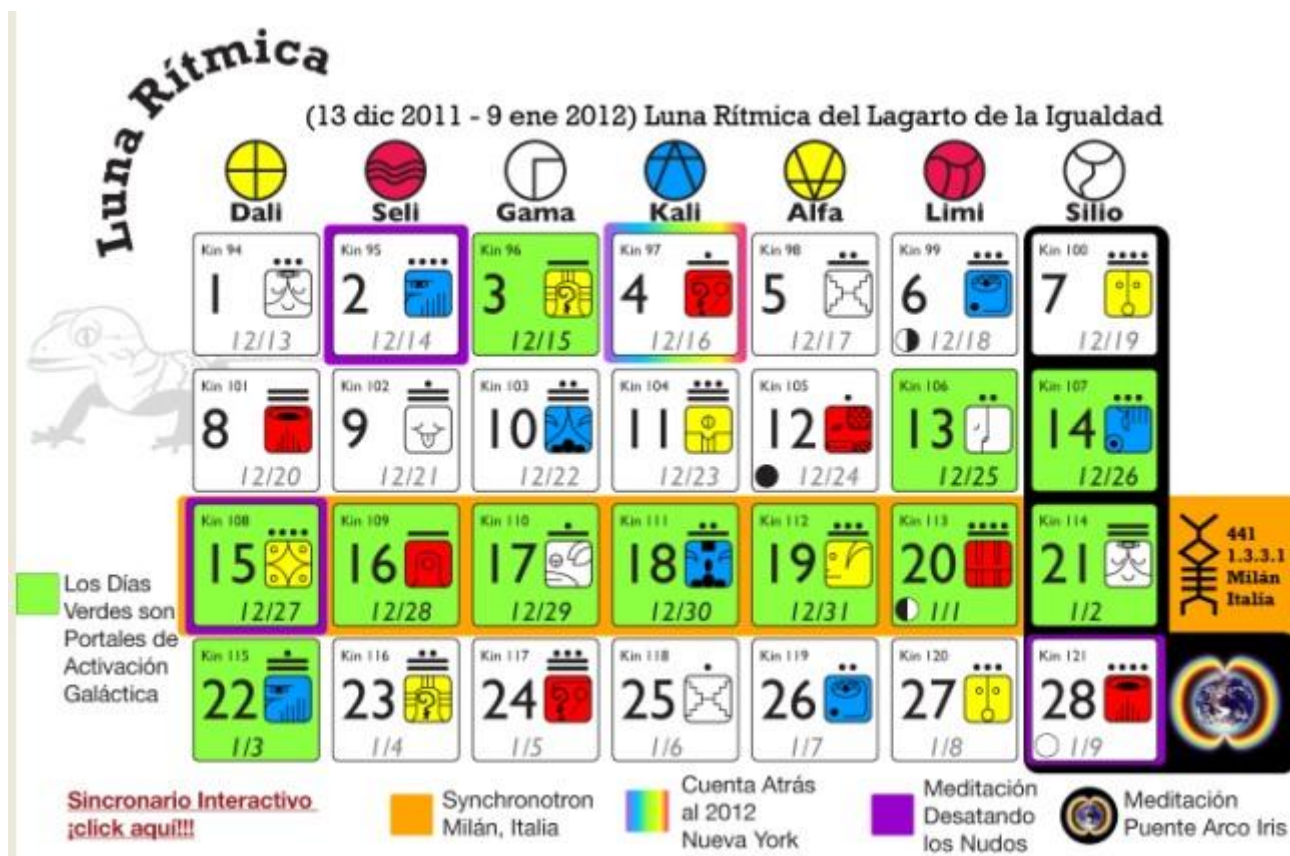 Luna Rítmica
(13 dic 2011 - 9 ene 2012) Luna Rítmica del Lagarto de la Igualdad
Dali Seli Gama Kali Alfa Limi Silio
Kin 94 Kin 95 Kin 96 Kin 97 Kin 98 Kin 99 Kin 100
1 2 3 4 5 6 7
12/13 12/14 12/15 12/16 12/17 12/18 12/19
Kin 101 Kin 102 Kin 103 Kin 104 Kin 105 Kin 106 Kin 107
8 9 10 11 12 13 14
12/20 12/21 12/22 12/23 12/24 12/25 12/26
Kin 108 Kin 109 Kin 110 Kin 111 Kin 112 Kin 113 Kin 114
15 16 17 18 19 20 21
12/27 12/28 12/29 12/30 12/31 1/1 1/2
441
1.3.3.1
Milán
Italia
Los Días
Verdes son
Portales de
Activación
Galáctica
Kin 115 Kin 116 Kin 117 Kin 118 Kin 119 Kin 120 Kin 121
22 23 24 25 26 27 28
1/3 1/4 1/5 1/6 1/7 1/8 1/9
Sincronario Interactivo
¡click aquí!!!
Synchronotron
Milán, Italia
Cuenta Atrás
al 2012
Nueva York
Meditación
Desatando
los Nudos
Meditación
Puente Arco Iris